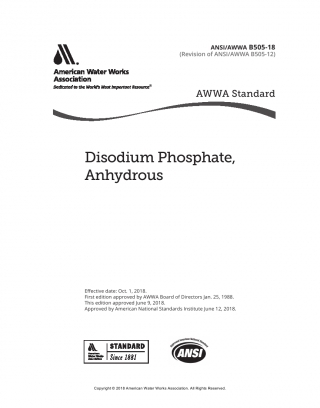 ANSI/AWWA B505-18
(Revision of ANSI/AWWA B505-12)
American Water Works
Association
Dedicated to the World's Most Important Resource®
AWWA Standard
Disodium Phosphate,
Anhydrous
Effective date: Oct. 1, 2018.
First edition approved by AWWA Board of Directors Jan. 25, 1988.
This edition approved June 9, 2018.
Approved by American National Standards Institute June 12, 2018.
American Water Works
Association
STANDARD
Since 1881
ANSI
Copyright © 2018 American Water Works Association. All Rights Reserved.